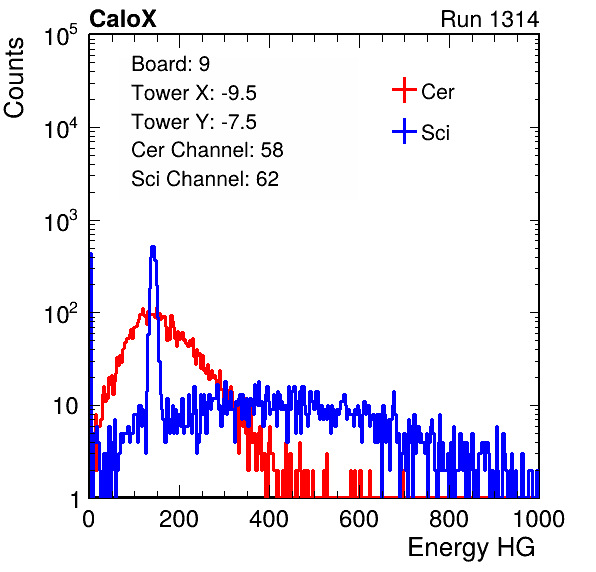 CaloX Run 1314
Counts
10^5
10^4
10^3
10^2
10
1
Board: 9
Tower X: -9.5
Tower Y: -7.5
Cer Channel: 58
Sci Channel: 62
Cer
Sci
0 200 400 600 800 1000
Energy HG